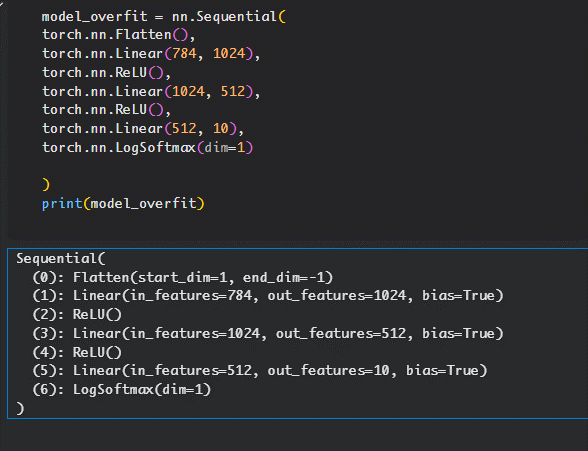 model_overfit = nn.Sequential(
torch.nn.Flatten(),
torch.nn.Linear(784, 1024),
torch.nn.ReLU(),
torch.nn.Linear(1024, 512),
torch.nn.ReLU(),
torch.nn.Linear(512, 10),
torch.nn.LogSoftmax(dim=1)
)
print(model_overfit)
Sequential(
  (0): Flatten(start_dim=1, end_dim=-1)
  (1): Linear(in_features=784, out_features=1024, bias=True)
  (2): ReLU()
  (3): Linear(in_features=1024, out_features=512, bias=True)
  (4): ReLU()
  (5): Linear(in_features=512, out_features=10, bias=True)
  (6): LogSoftmax(dim=1)
)